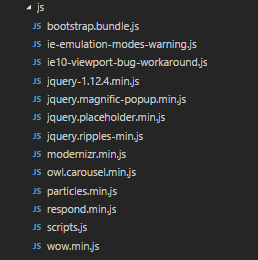 js
JS bootstrap.bundle.js
JS ie-emulation-modes-warning.js
JS ie10-viewport-bug-workaround.js
JS jquery-1.12.4.min.js
JS jquery.magnific-popup.min.js
JS jquery.placeholder.min.js
JS jquery.ripples-min.js
JS modernizr.js
JS owl.carousel.min.js
JS particles.min.js
JS respond.min.js
JS scripts.js
JS wow.min.js